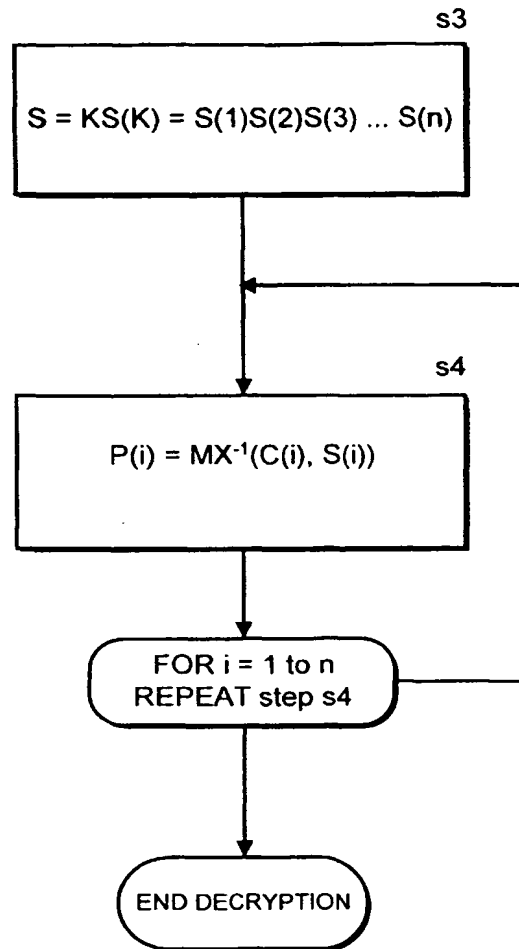 s3
S = KS(K) = S(1)S(2)S(3) ... S(n)
s4
P(i) = MX⁻¹(C(i), S(i))
FOR i = 1 to n
REPEAT step s4
END DECRYPTION